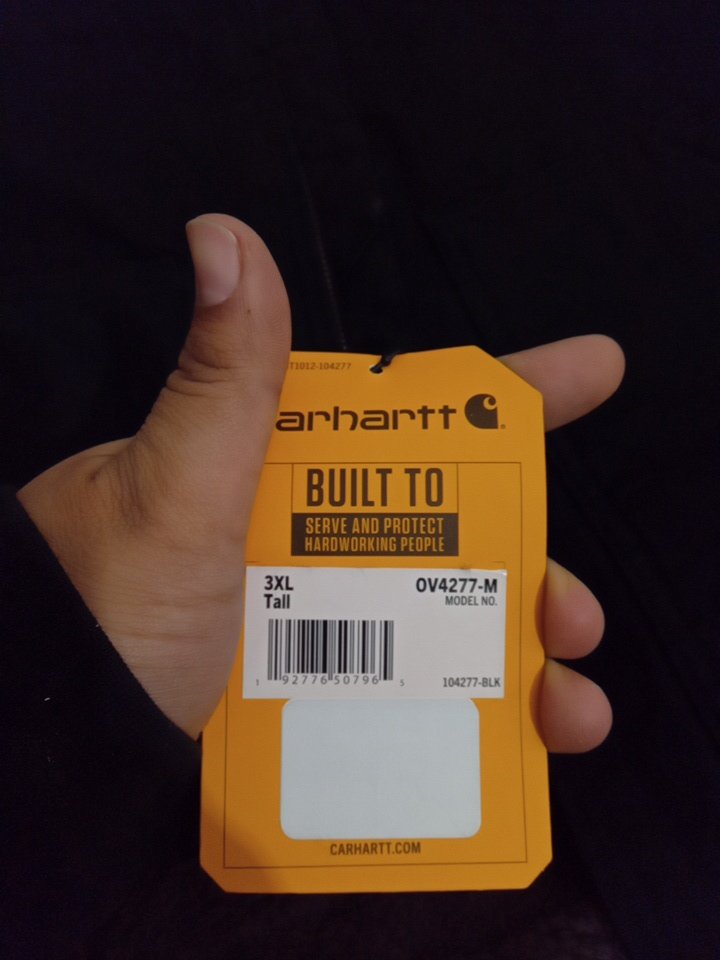 T1012-104277
arhartt
BUILT TO
SERVE AND PROTECT
HARDWORKING PEOPLE
3XL
Tall
OV4277-M
MODEL NO.
1 92776 50796 5
104277-BLK
CARHARTT.COM